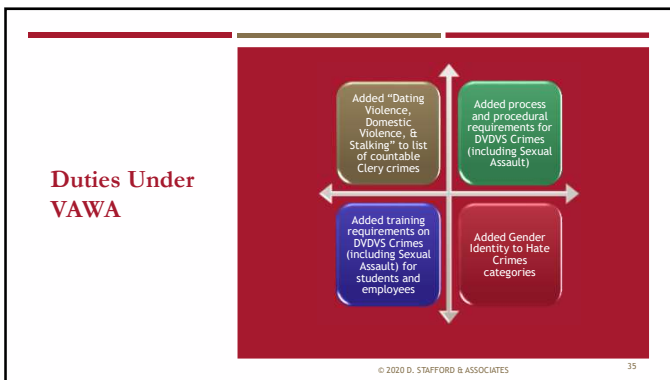 Duties Under
VAWA
Added "Dating
Violence,
Domestic
Violence, &
Stalking" to list
of countable
Clery crimes
Added process
and procedural
requirements for
DVDVS Crimes
(including Sexual
Assault)
Added training
requirements on
DVDVS Crimes
(including Sexual
Assault) for
students and
employees
Added Gender
Identity to Hate
Crimes
categories
© 2020 D. STAFFORD & ASSOCIATES
35